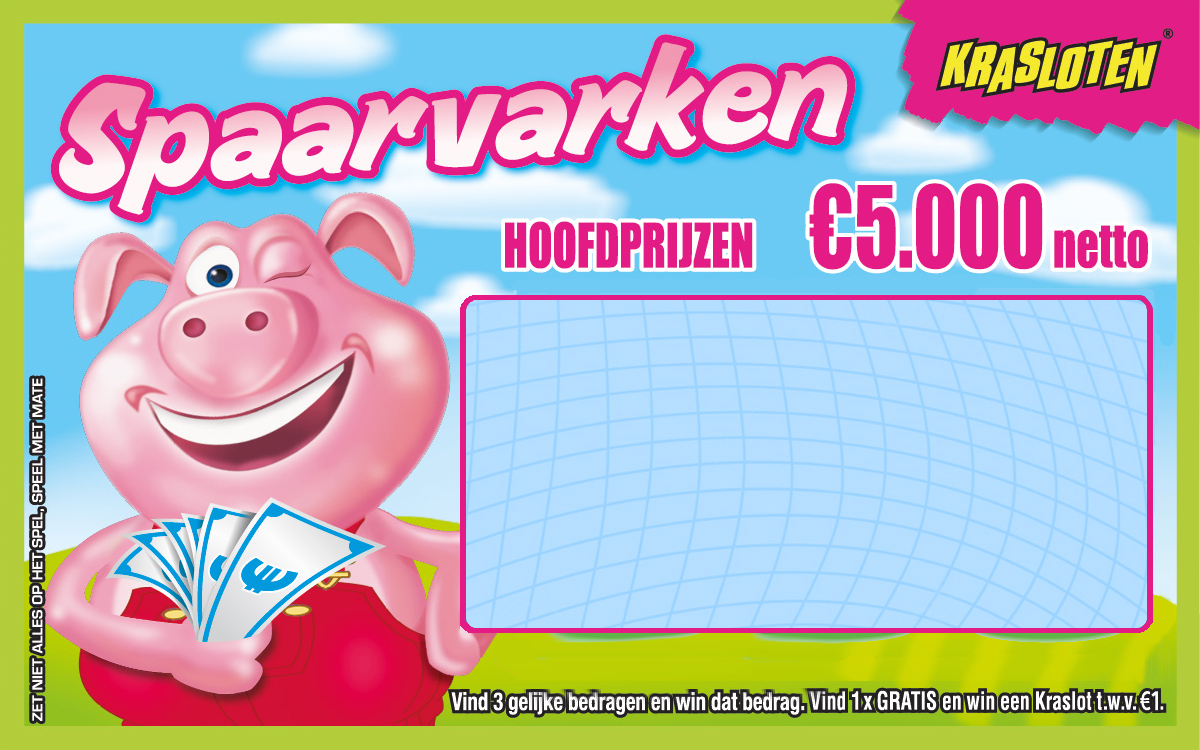 KRASLOTEN®
Spaarvarken
HOOFDPRIJZEN €5.000 netto
ZET NIET ALLES OP HET SPEL, SPEEL MET MATE
Vind 3 gelijke bedragen en win dat bedrag. Vind 1x GRATIS en win een Kraslot t.w.v. €1.